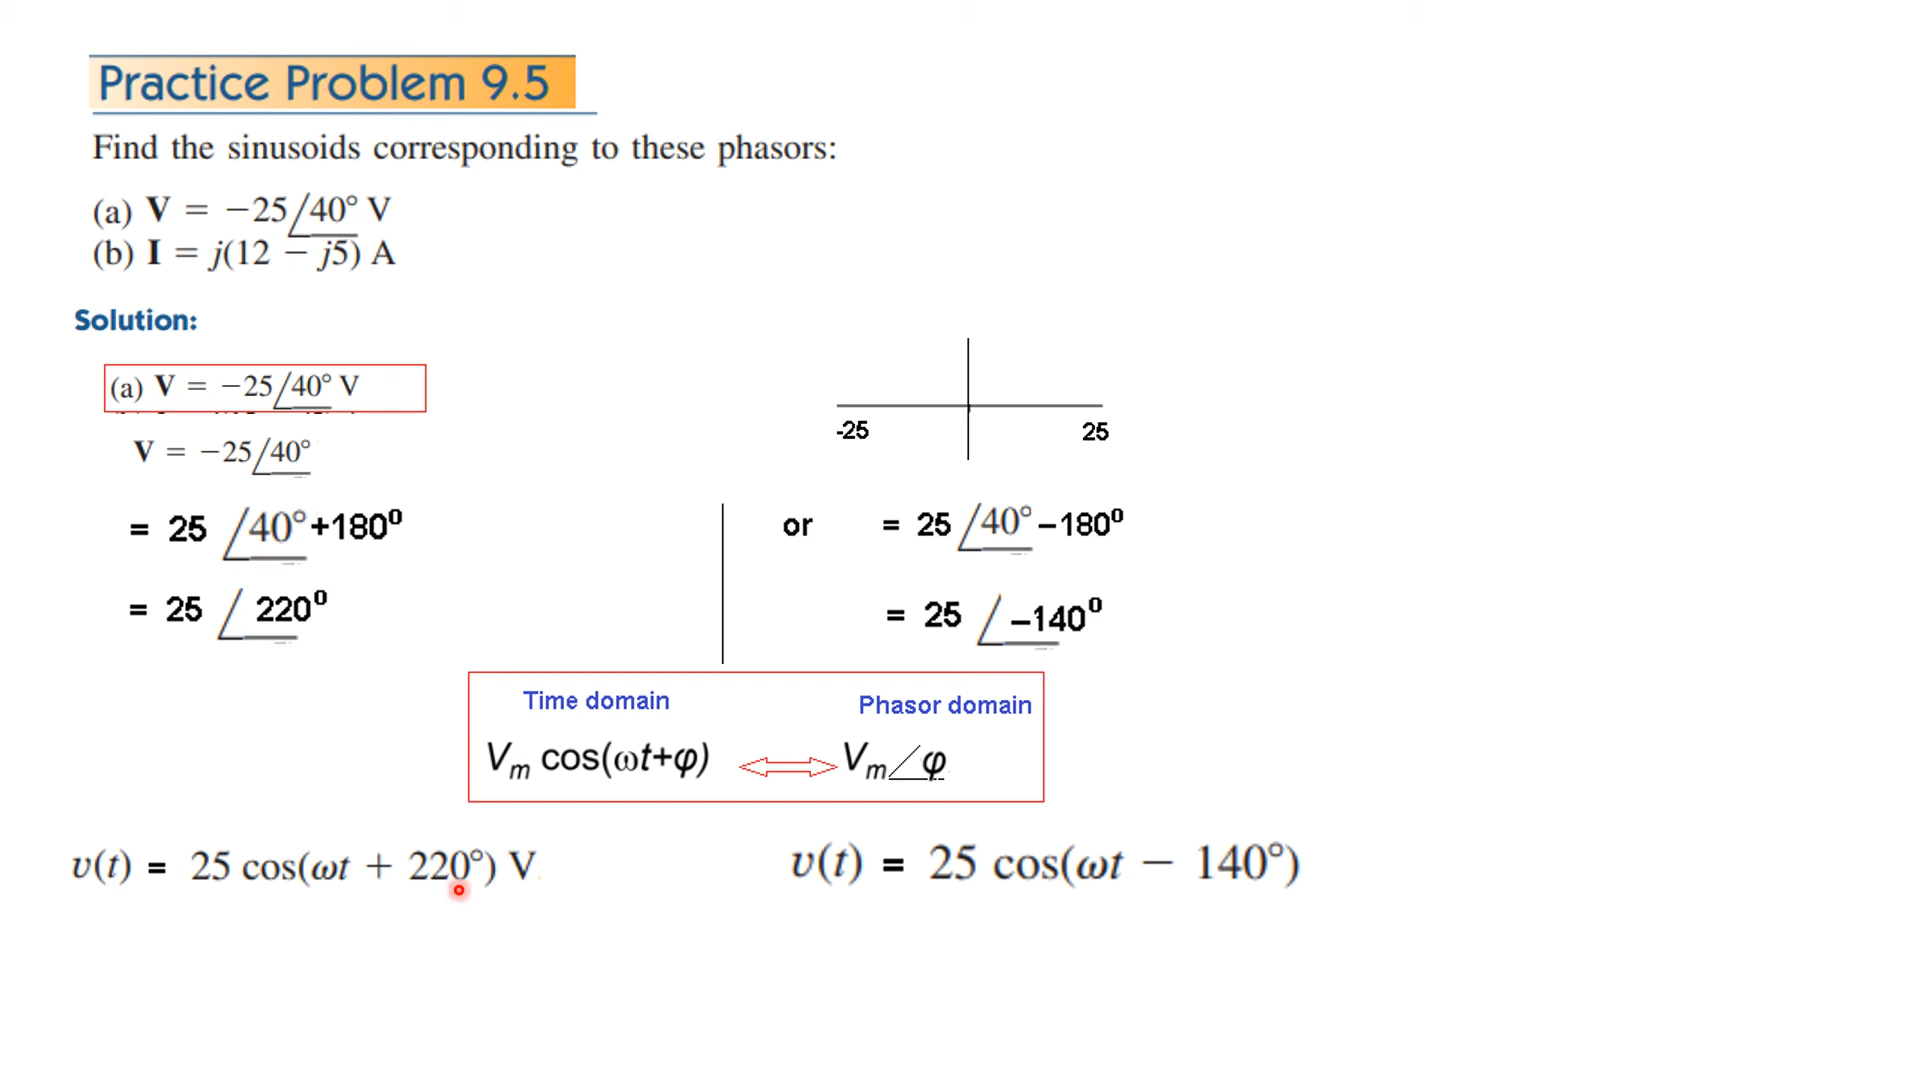 Practice Problem 9.5
Find the sinusoids corresponding to these phasors:
(a) V = −25∠40° V
(b) I = j(12 − j5) A
Solution:
(a) V = −25∠40° V
V = −25∠40°
-25 25
= 25 ∠40°+180⁰
or = 25 ∠40°−180⁰
= 25 ∠220⁰
= 25 ∠−140⁰
Time domain Phasor domain
Vₘ cos(ωt+φ) ⇔ Vₘ∠φ
v(t) = 25 cos(ωt + 220°) V
v(t) = 25 cos(ωt − 140°)